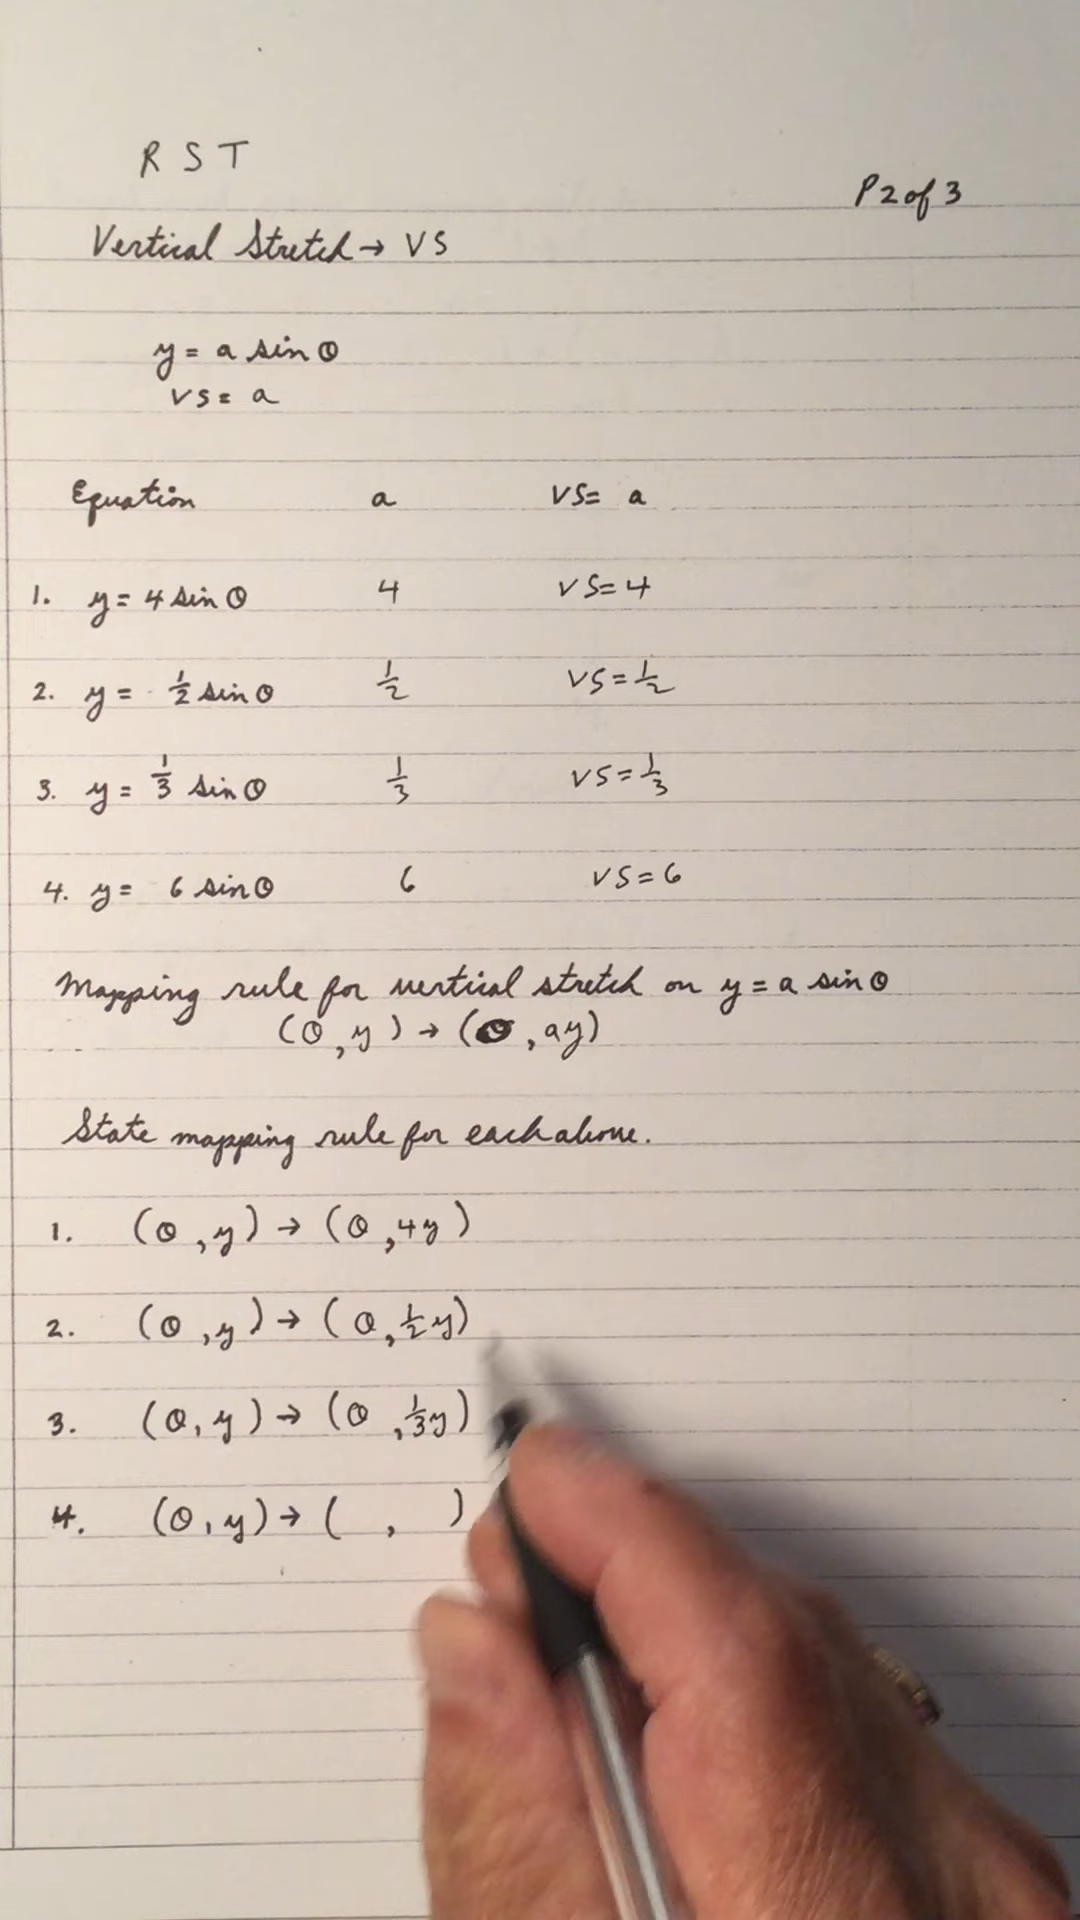 R S T
P2 of 3
Vertical Stretch → VS
y = a sin θ
VS = a
Equation a VS = a
1. y = 4 sin θ 4 VS = 4
2. y = 1/2 sin θ 1/2 VS = 1/2
3. y = 1/3 sin θ 1/3 VS = 1/3
4. y = 6 sin θ 6 VS = 6
Mapping rule for vertical stretch on y = a sin θ
(θ, y) → (θ, ay)
State mapping rule for each above.
1. (θ, y) → (θ, 4y)
2. (θ, y) → (θ, 1/2 y)
3. (θ, y) → (θ, 1/3 y)
4. (θ, y) → ( , )